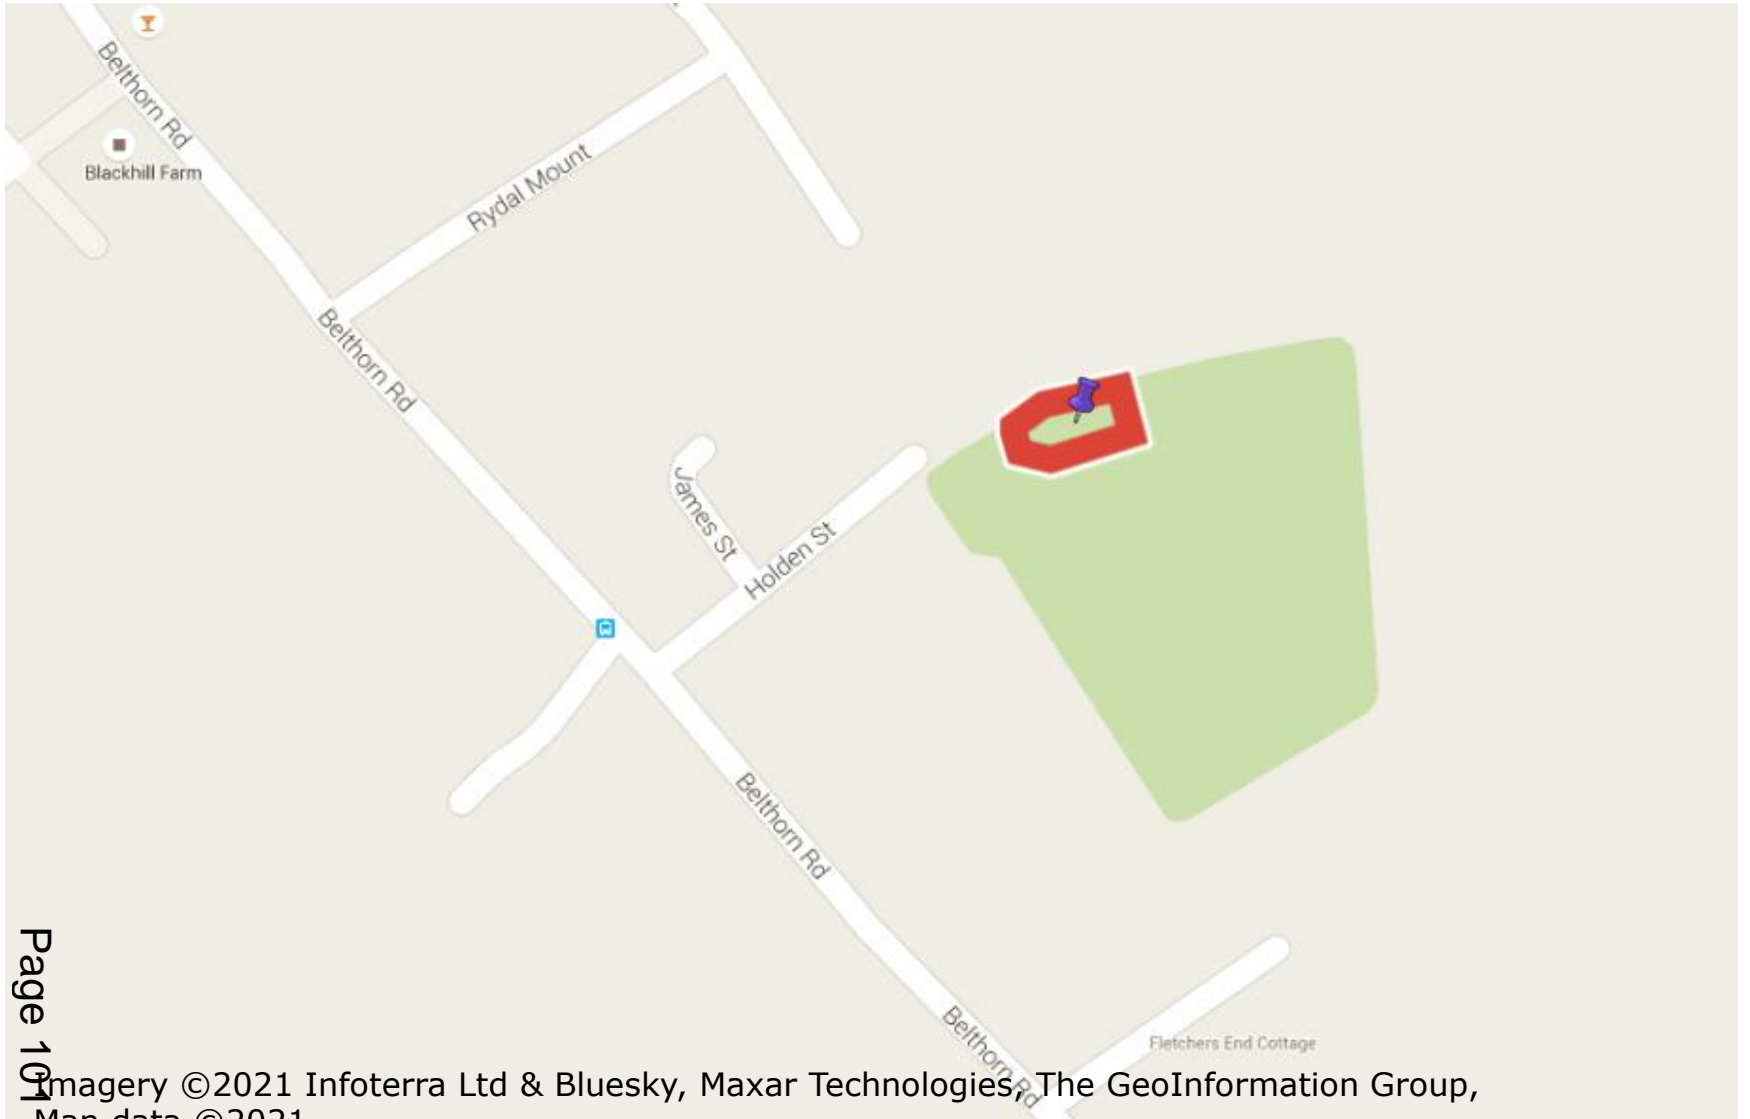 Belthorn Rd
Blackhill Farm
Rydal Mount
Belthorn Rd
James St
Holden St
Belthorn Rd
Belthorn Rd
Fletchers End Cottage
Page 101
Imagery ©2021 Infoterra Ltd & Bluesky, Maxar Technologies, The GeoInformation Group,
Map data ©2021